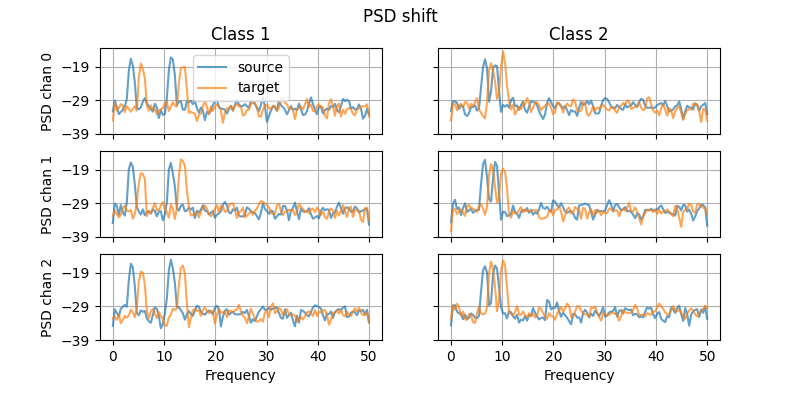 PSD shift
Class 1
Class 2
PSD chan 0
−19
−29
−39
source
target
PSD chan 1
−19
−29
−39
PSD chan 2
−19
−29
−39
0 10 20 30 40 50
0 10 20 30 40 50
Frequency
Frequency